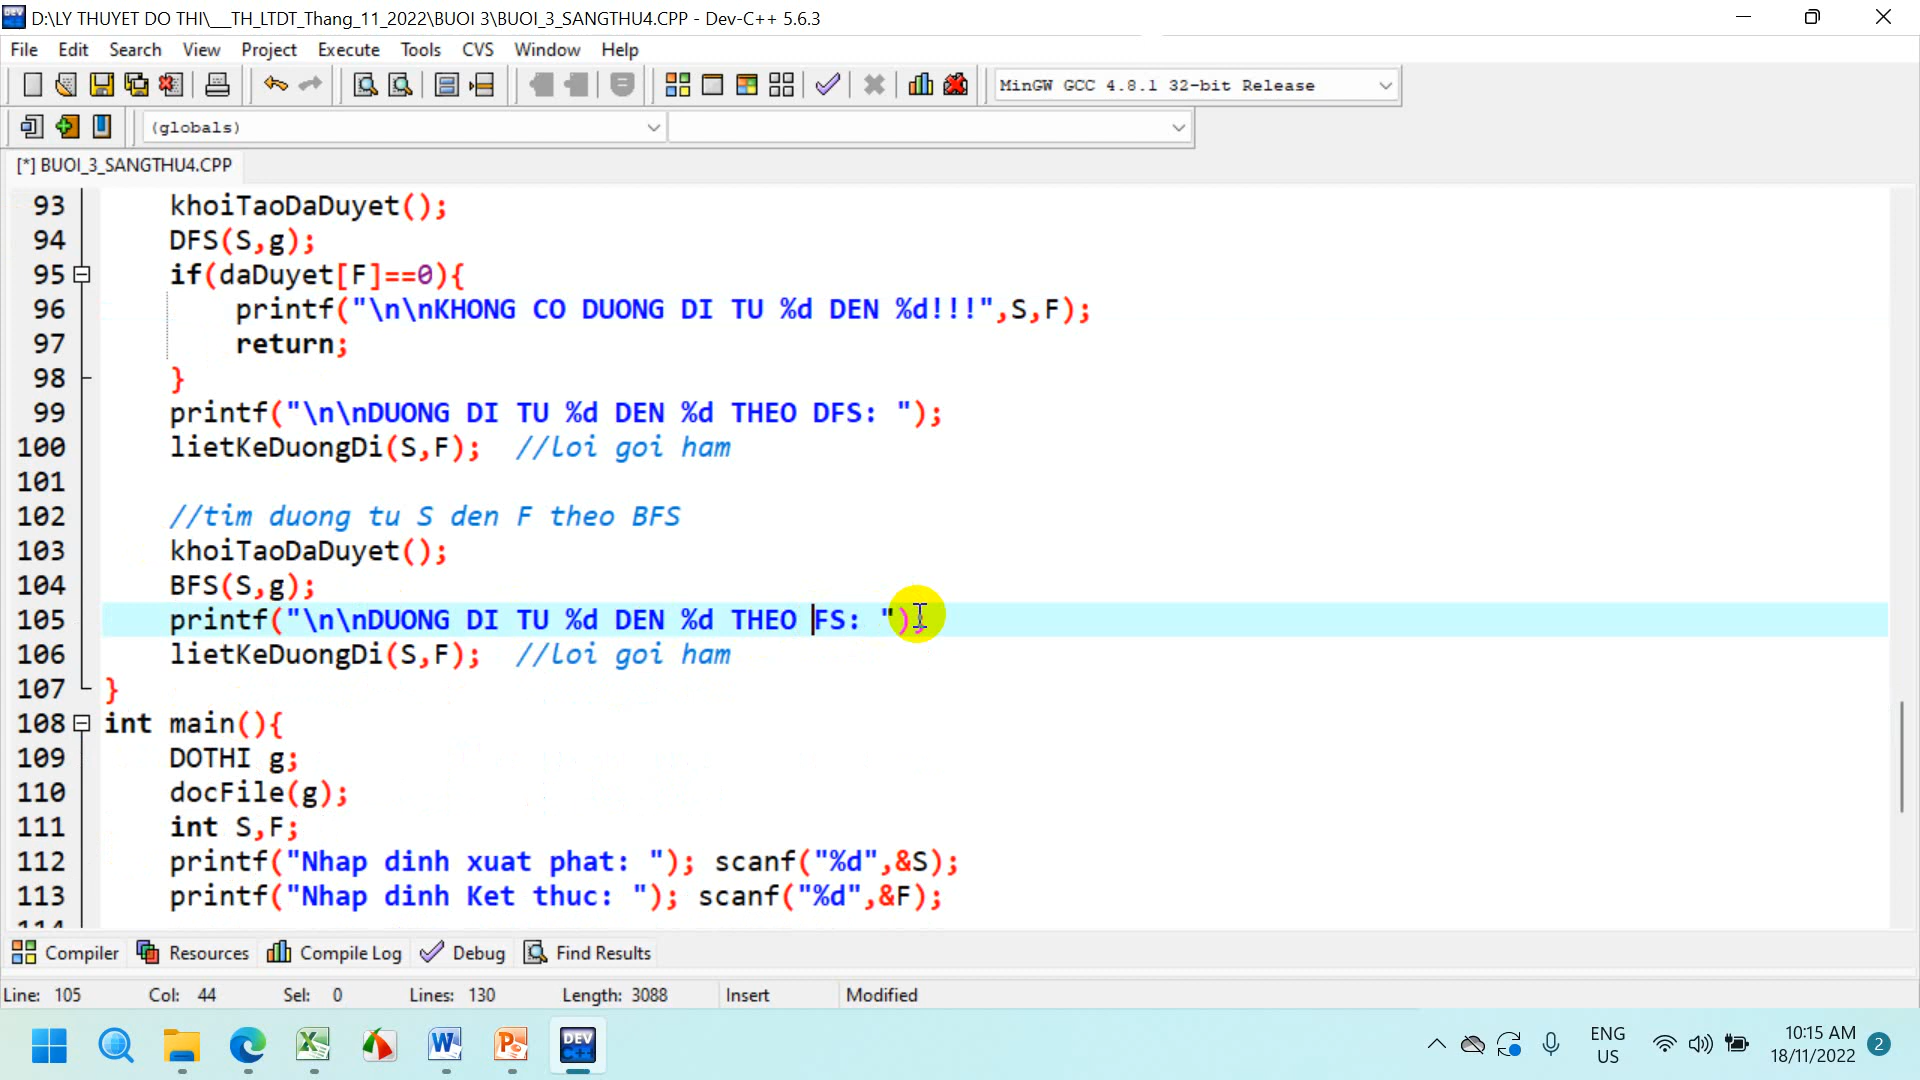 D:\LY THUYET DO THI\___TH_LTDT_Thang_11_2022\BUOI 3\BUOI_3_SANGTHU4.CPP - Dev-C++ 5.6.3
File Edit Search View Project Execute Tools CVS Window Help
MinGW GCC 4.8.1 32-bit Release
(globals)
[*] BUOI_3_SANGTHU4.CPP
93 khoiTaoDaDuyet();
94 DFS(S,g);
95 if(daDuyet[F]==0){
96 printf("\n\nKHONG CO DUONG DI TU %d DEN %d!!!",S,F);
97 return;
98 }
99 printf("\n\nDUONG DI TU %d DEN %d THEO DFS: ");
100 lietKeDuongDi(S,F); //loi goi ham
101
102 //tim duong tu S den F theo BFS
103 khoiTaoDaDuyet();
104 BFS(S,g);
105 printf("\n\nDUONG DI TU %d DEN %d THEO FS: ");
106 lietKeDuongDi(S,F); //loi goi ham
107 }
108 int main(){
109 DOTHI g;
110 docFile(g);
111 int S,F;
112 printf("Nhap dinh xuat phat: "); scanf("%d",&S);
113 printf("Nhap dinh Ket thuc: "); scanf("%d",&F);
114
Compiler Resources Compile Log Debug Find Results
Line: 105 Col: 44 Sel: 0 Lines: 130 Length: 3088 Insert Modified
DEV C++
ENG
US
10:15 AM
18/11/2022
2